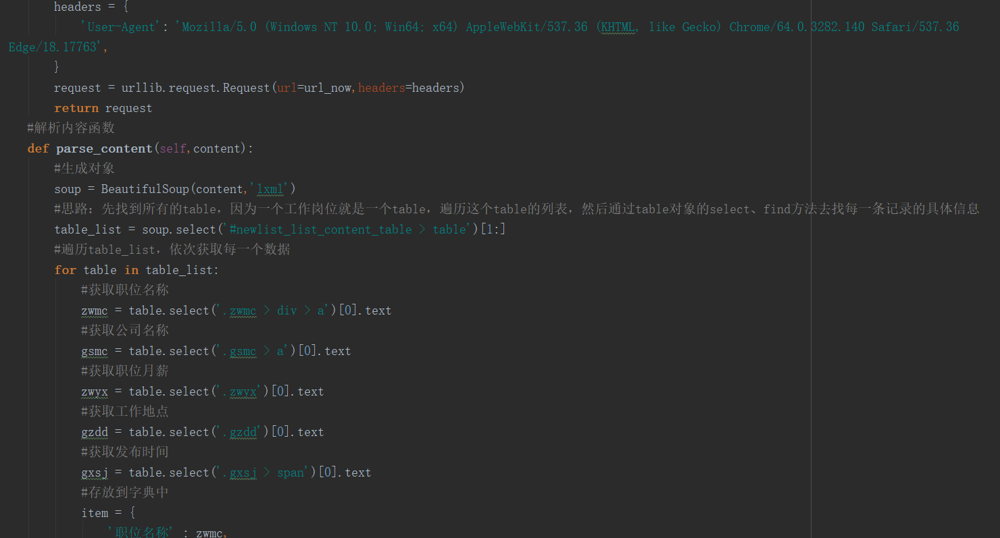 headers = {
'User-Agent': 'Mozilla/5.0 (Windows NT 10.0; Win64; x64) AppleWebKit/537.36 (KHTML, like Gecko) Chrome/64.0.3282.140 Safari/537.36
Edge/18.17763',
}
request = urllib.request.Request(url=url_now,headers=headers)
return request
#解析内容函数
def parse_content(self,content):
#生成对象
soup = BeautifulSoup(content,'lxml')
#思路：先找到所有的table，因为一个工作岗位就是一个table，遍历这个table的列表，然后通过table对象的select、find方法去找每一条记录的具体信息
table_list = soup.select('#newlist_list_content_table > table')[1:]
#遍历table_list，依次获取每一个数据
for table in table_list:
#获取职位名称
zwmc = table.select('.zwmc > div > a')[0].text
#获取公司名称
gsmc = table.select('.gsmc > a')[0].text
#获取职位月薪
zwyx = table.select('.zwyx')[0].text
#获取工作地点
gzdd = table.select('.gzdd')[0].text
#获取发布时间
gxsj = table.select('.gxsj > span')[0].text
#存放到字典中
item = {
'职位名称' : zwmc,